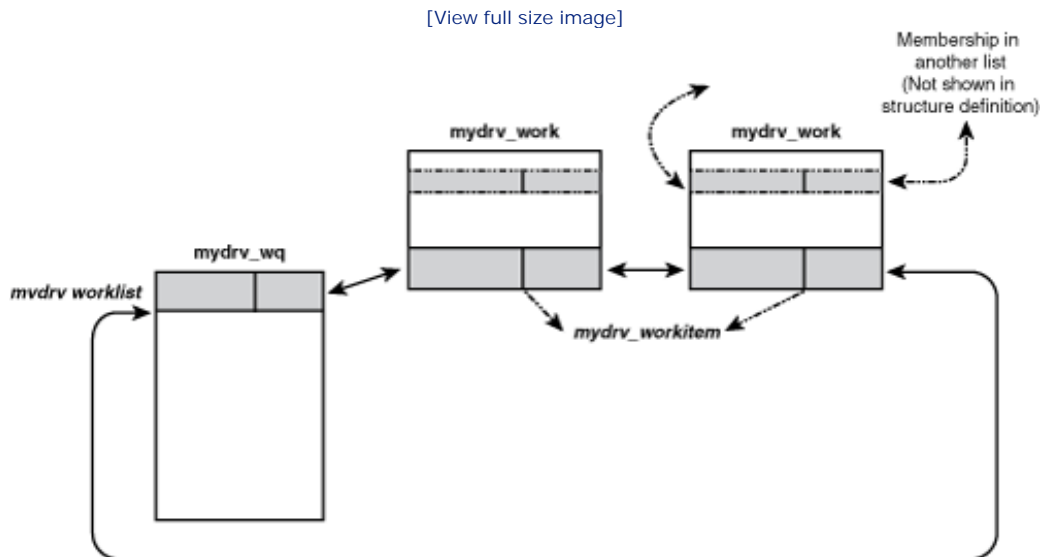 [View full size image]
Membership in
another list
(Not shown in
structure definition)
mydrv_work
mydrv_work
mydrv_wq
mvdrv worklist
mydrv_workitem